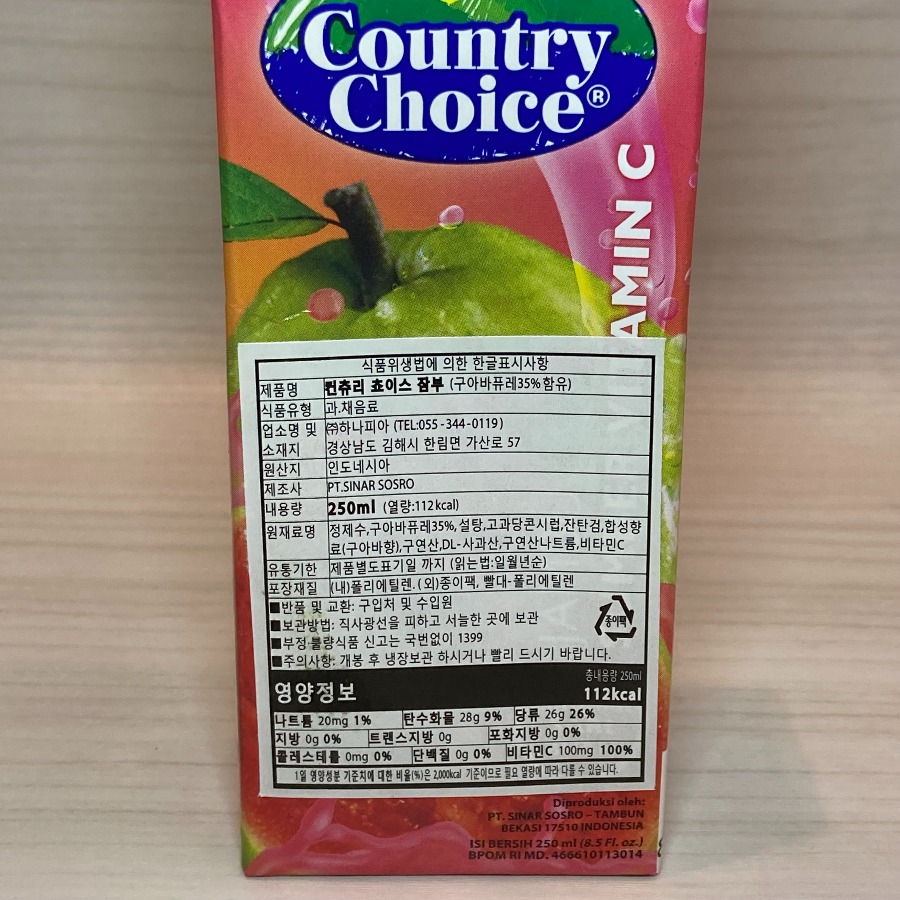 Country
Choice®
AMIN C
식품위생법에 의한 한글표시사항
제품명 컨츄리 쵸이스 잠부 (구아바퓨레35%함유)
식품유형 과.채음료
업소명 및 소재지 ㈜하나피아 (TEL:055-344-0119)
경상남도 김해시 한림면 가산로 57
원산지 인도네시아
제조사 PT.SINAR SOSRO
내용량 250ml (열량:112kcal)
원재료명 정제수,구아바퓨레35%,설탕,고과당콘시럽,잔탄검,합성향
료(구아바향),구연산,DL-사과산,구연산나트륨,비타민C
유통기한 제품별도표기일 까지 (읽는법:일월년순)
포장재질 (내)폴리에틸렌.(외)종이팩, 빨대-폴리에틸렌
■반품 및 교환: 구입처 및 수입원
■보관방법: 직사광선을 피하고 서늘한 곳에 보관
■부정·불량식품 신고는 국번없이 1399
■주의사항: 개봉 후 냉장보관 하시거나 빨리 드시기 바랍니다.
종이팩
총내용량 250ml
영양정보 112kcal
나트륨 20mg 1% 탄수화물 28g 9% 당류 26g 26%
지방 0g 0% 트랜스지방 0g 포화지방 0g 0%
콜레스테롤 0mg 0% 단백질 0g 0% 비타민C 100mg 100%
1일 영양성분 기준치에 대한 비율(%)은 2,000kcal 기준이므로 필요 열량에 따라 다를 수 있습니다.
Diproduksi oleh:
PT. SINAR SOSRO – TAMBUN
BEKASI 17510 INDONESIA
ISI BERSIH 250 ml (8.5 Fl. oz.)
BPOM RI MD. 466610113014